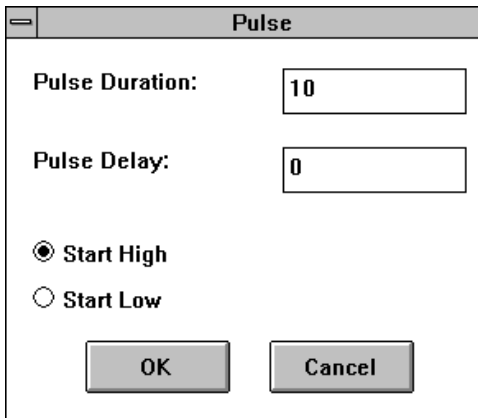 Pulse
Pulse Duration: 10
Pulse Delay: 0
Start High
Start Low
OK Cancel